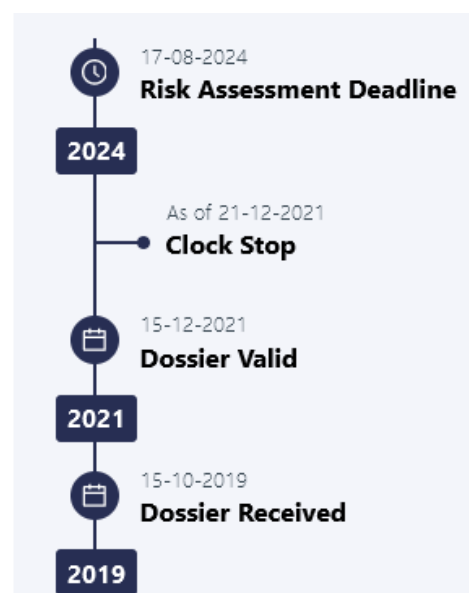 17-08-2024
Risk Assessment Deadline
2024
As of 21-12-2021
Clock Stop
15-12-2021
Dossier Valid
2021
15-10-2019
Dossier Received
2019